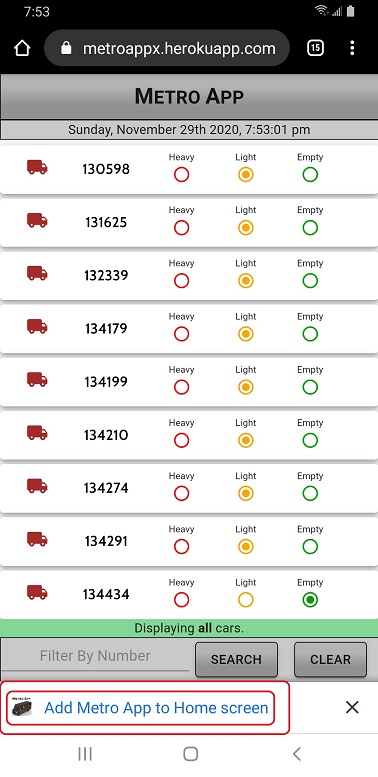 7:53
metroappx.herokuapp.com 15
METRO APP
Sunday, November 29th 2020, 7:53:01 pm
Heavy Light Empty
130598
Heavy Light Empty
131625
Heavy Light Empty
132339
Heavy Light Empty
134179
Heavy Light Empty
134199
Heavy Light Empty
134210
Heavy Light Empty
134274
Heavy Light Empty
134291
Heavy Light Empty
134434
Displaying all cars.
Filter By Number SEARCH CLEAR
Metro App
Add Metro App to Home screen